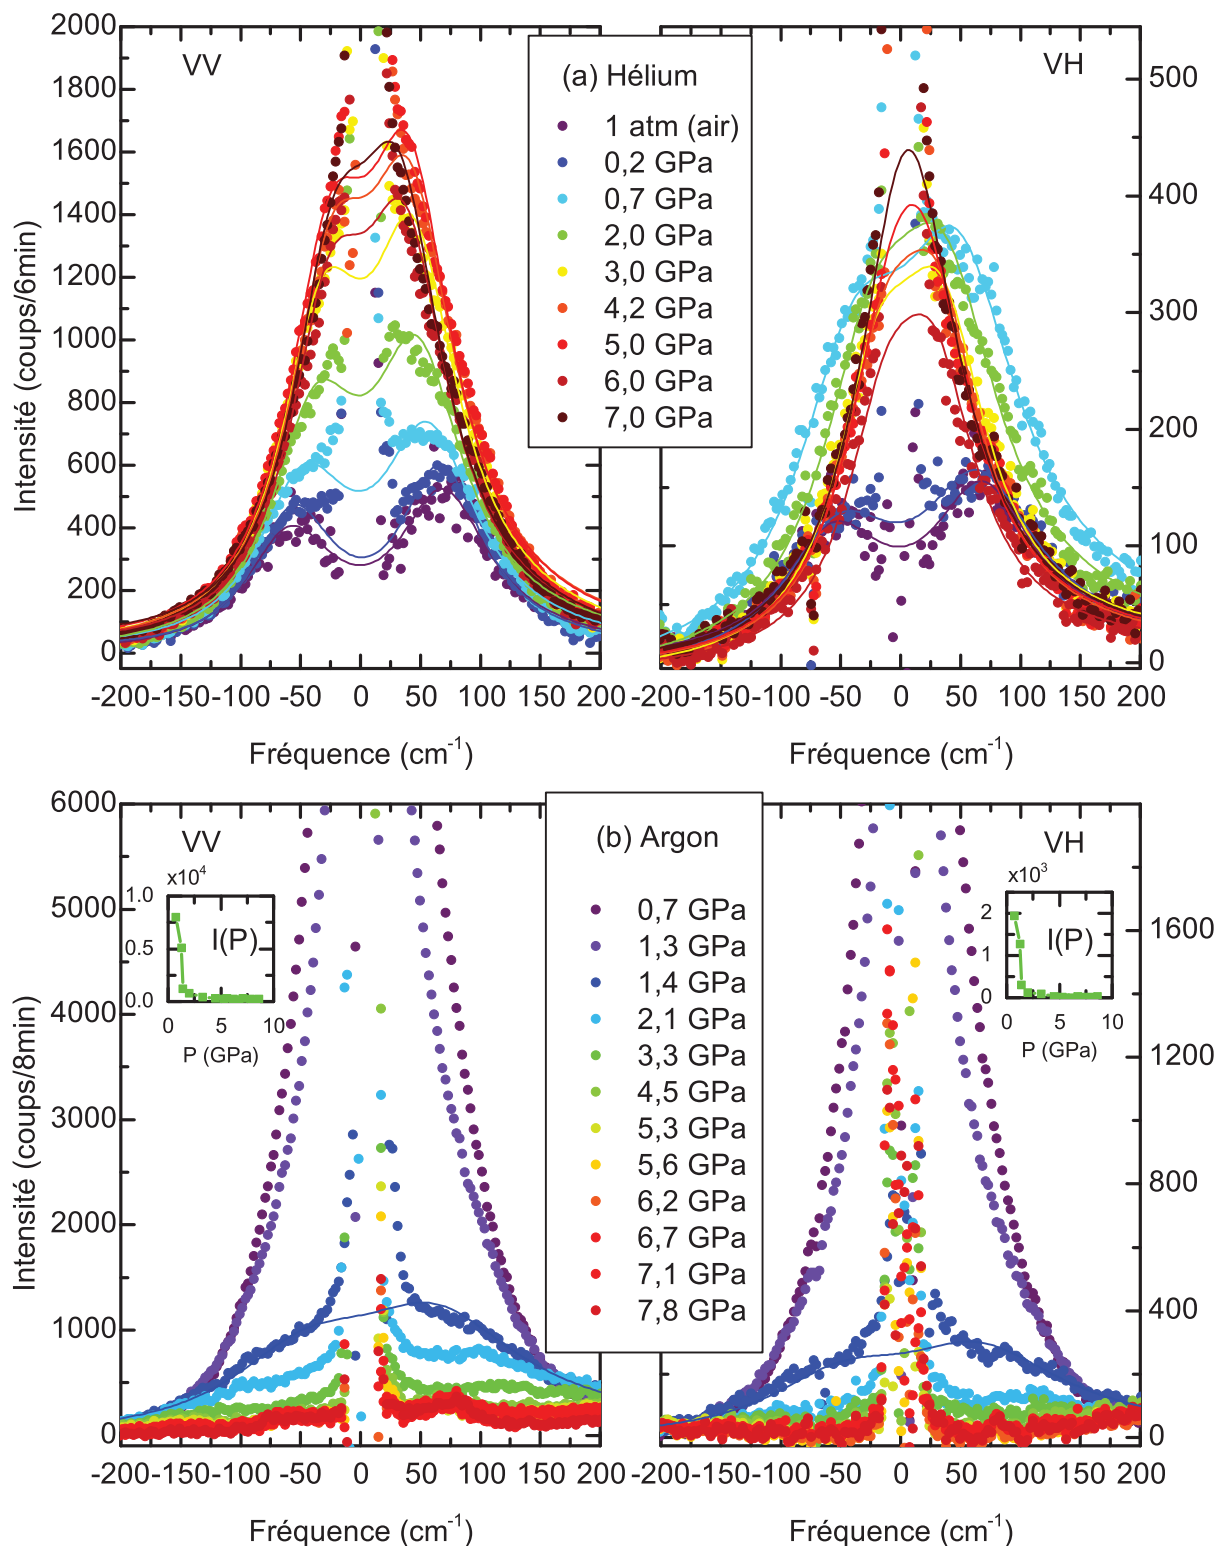 VV
VH
(a) Hélium
1 atm (air)
0,2 GPa
0,7 GPa
2,0 GPa
3,0 GPa
4,2 GPa
5,0 GPa
6,0 GPa
7,0 GPa
Intensité (coups/6min)
2000
1800
1600
1400
1200
1000
800
600
400
200
0
500
400
300
200
100
0
-200 -150 -100 -50 0 50 100 150 200
-200 -150 -100 -50 0 50 100 150 200
Fréquence (cm-1)
Fréquence (cm-1)
VV
VH
(b) Argon
0,7 GPa
1,3 GPa
1,4 GPa
2,1 GPa
3,3 GPa
4,5 GPa
5,3 GPa
5,6 GPa
6,2 GPa
6,7 GPa
7,1 GPa
7,8 GPa
Intensité (coups/8min)
6000
5000
4000
3000
2000
1000
0
x10⁴
1.0
0.5
0.0
I(P)
0 5 10
P (GPa)
x10³
2
1
0
I(P)
0 5 10
P (GPa)
1600
1200
800
400
0
-200 -150 -100 -50 0 50 100 150 200
-200 -150 -100 -50 0 50 100 150 200
Fréquence (cm-1)
Fréquence (cm-1)